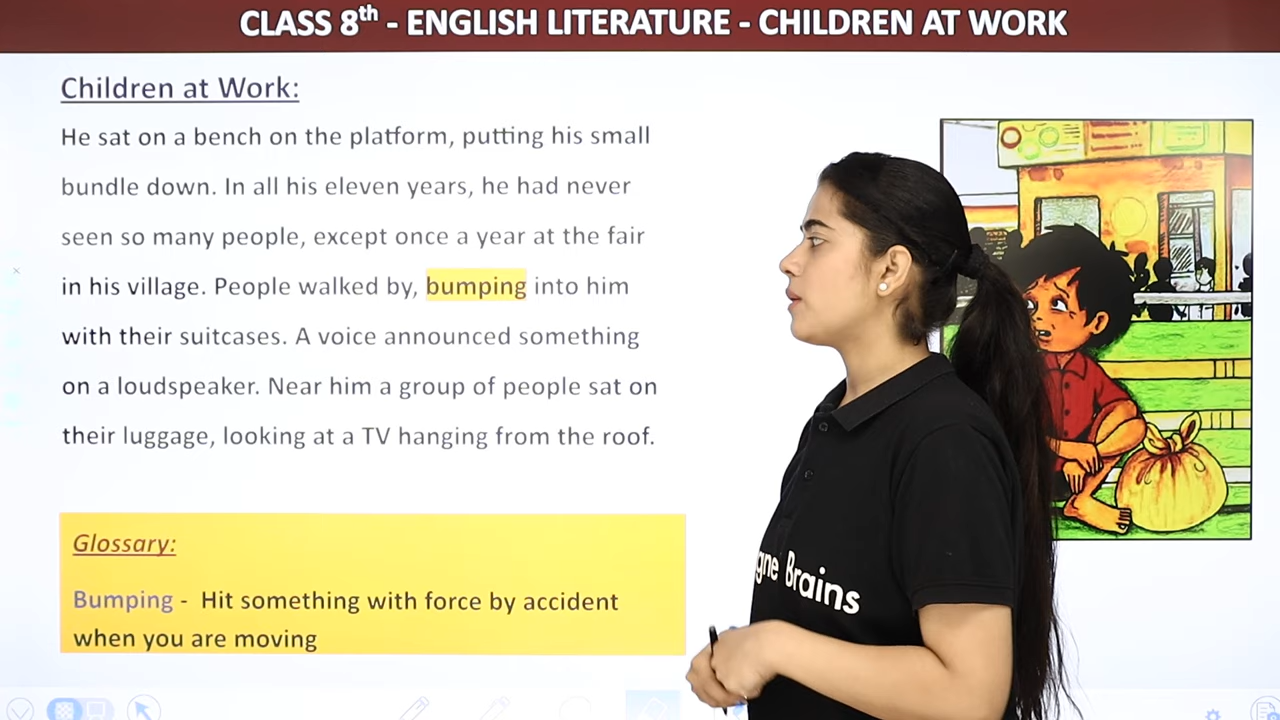 CLASS 8th - ENGLISH LITERATURE - CHILDREN AT WORK
Children at Work:
He sat on a bench on the platform, putting his small
bundle down. In all his eleven years, he had never
seen so many people, except once a year at the fair
in his village. People walked by, bumping into him
with their suitcases. A voice announced something
on a loudspeaker. Near him a group of people sat on
their luggage, looking at a TV hanging from the roof.
Glossary:
Bumping - Hit something with force by accident
when you are moving
Brains